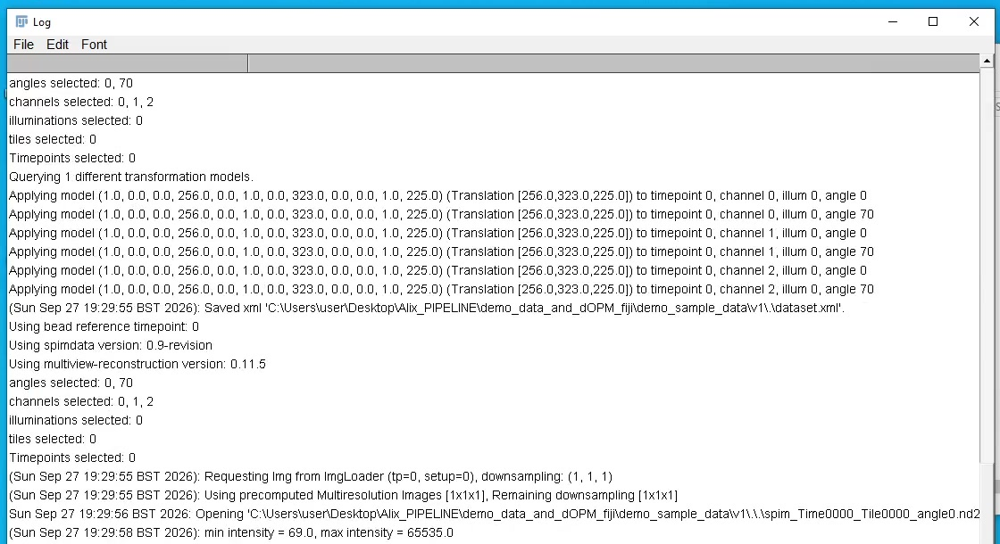 Log
File Edit Font
angles selected: 0, 70
channels selected: 0, 1, 2
illuminations selected: 0
tiles selected: 0
Timepoints selected: 0
Querying 1 different transformation models.
Applying model (1.0, 0.0, 0.0, 256.0, 0.0, 1.0, 0.0, 323.0, 0.0, 0.0, 1.0, 225.0) (Translation [256.0,323.0,225.0]) to timepoint 0, channel 0, illum 0, angle 0
Applying model (1.0, 0.0, 0.0, 256.0, 0.0, 1.0, 0.0, 323.0, 0.0, 0.0, 1.0, 225.0) (Translation [256.0,323.0,225.0]) to timepoint 0, channel 0, illum 0, angle 70
Applying model (1.0, 0.0, 0.0, 256.0, 0.0, 1.0, 0.0, 323.0, 0.0, 0.0, 1.0, 225.0) (Translation [256.0,323.0,225.0]) to timepoint 0, channel 1, illum 0, angle 0
Applying model (1.0, 0.0, 0.0, 256.0, 0.0, 1.0, 0.0, 323.0, 0.0, 0.0, 1.0, 225.0) (Translation [256.0,323.0,225.0]) to timepoint 0, channel 1, illum 0, angle 70
Applying model (1.0, 0.0, 0.0, 256.0, 0.0, 1.0, 0.0, 323.0, 0.0, 0.0, 1.0, 225.0) (Translation [256.0,323.0,225.0]) to timepoint 0, channel 2, illum 0, angle 0
Applying model (1.0, 0.0, 0.0, 256.0, 0.0, 1.0, 0.0, 323.0, 0.0, 0.0, 1.0, 225.0) (Translation [256.0,323.0,225.0]) to timepoint 0, channel 2, illum 0, angle 70
(Sun Sep 27 19:29:55 BST 2026): Saved xml 'C:\Users\user\Desktop\Alix_PIPELINE\demo_data_and_dOPM_fiji\demo_sample_data\v1\.\dataset.xml'.
Using bead reference timepoint: 0
Using spimdata version: 0.9-revision
Using multiview-reconstruction version: 0.11.5
angles selected: 0, 70
channels selected: 0, 1, 2
illuminations selected: 0
tiles selected: 0
Timepoints selected: 0
(Sun Sep 27 19:29:55 BST 2026): Requesting Img from ImgLoader (tp=0, setup=0), downsampling: (1, 1, 1)
(Sun Sep 27 19:29:55 BST 2026): Using precomputed Multiresolution Images [1x1x1], Remaining downsampling [1x1x1]
Sun Sep 27 19:29:56 BST 2026: Opening 'C:\Users\user\Desktop\Alix_PIPELINE\demo_data_and_dOPM_fiji\demo_sample_data\v1\.\.\spim_Time0000_Tile0000_angle0.nd2
(Sun Sep 27 19:29:58 BST 2026): min intensity = 69.0, max intensity = 65535.0